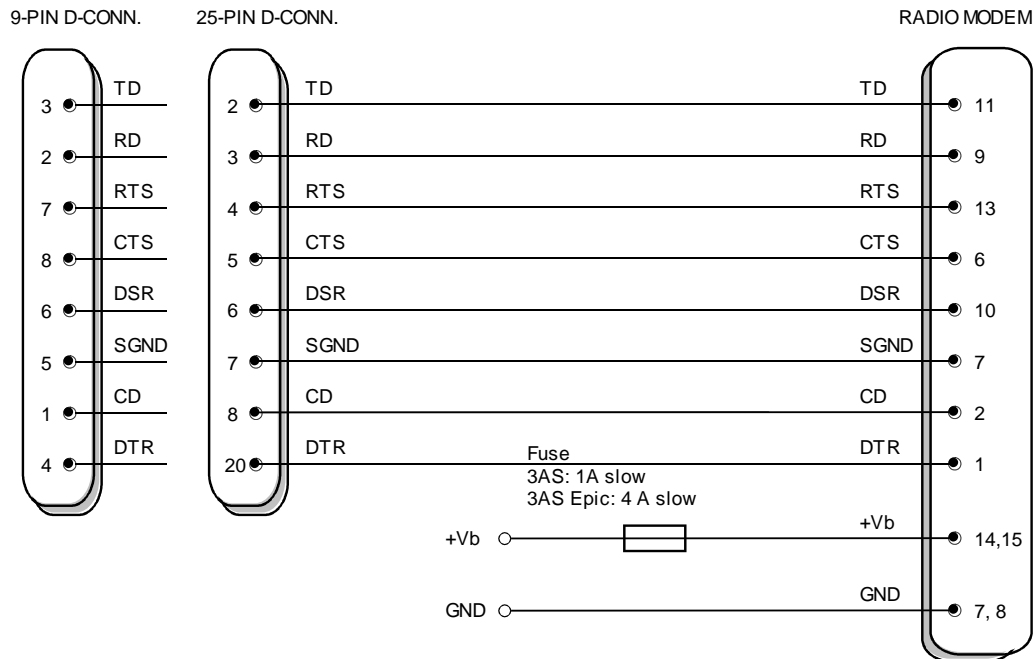 9-PIN D-CONN. 25-PIN D-CONN. RADIO MODEM
3 TD 2 TD TD 11
2 RD 3 RD RD 9
7 RTS 4 RTS RTS 13
8 CTS 5 CTS CTS 6
6 DSR 6 DSR DSR 10
5 SGND 7 SGND SGND 7
1 CD 8 CD CD 2
4 DTR 20 DTR DTR 1
Fuse
3AS: 1A slow
3AS Epic: 4 A slow
+Vb +Vb 14,15
GND GND 7, 8